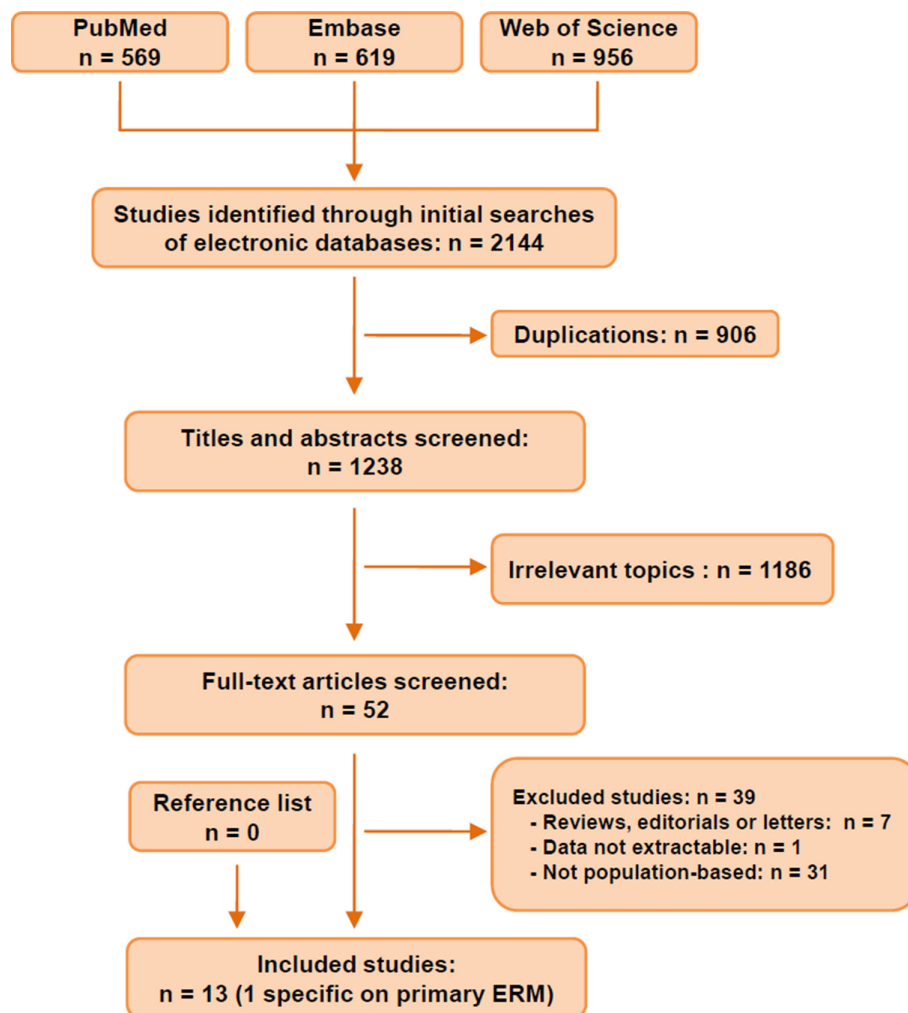 PubMed
n = 569
Embase
n = 619
Web of Science
n = 956
Studies identified through initial searches
of electronic databases: n = 2144
Duplications: n = 906
Titles and abstracts screened:
n = 1238
Irrelevant topics : n = 1186
Full-text articles screened:
n = 52
Reference list
n = 0
Excluded studies: n = 39
- Reviews, editorials or letters: n = 7
- Data not extractable: n = 1
- Not population-based: n = 31
Included studies:
n = 13 (1 specific on primary ERM)